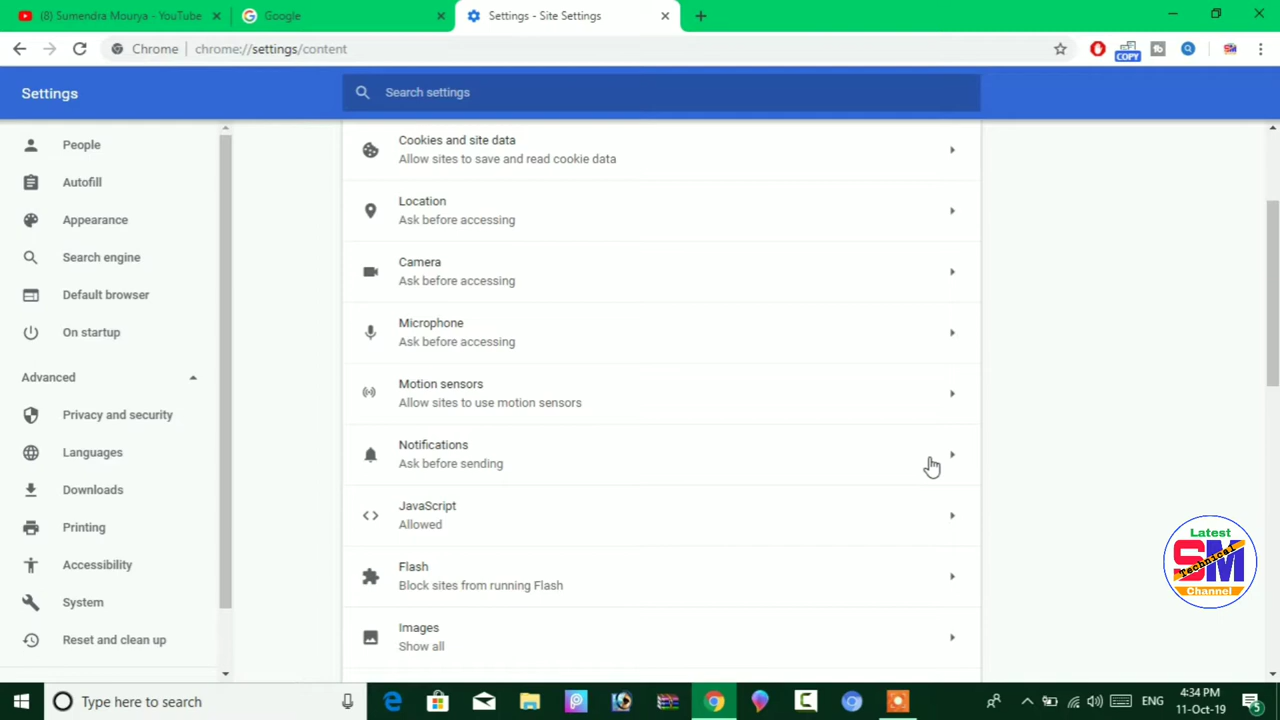 (8) Sumendra Mourya - YouTube
Google
Settings - Site Settings
Chrome
chrome://settings/content
COPY
Settings
Search settings
People
Autofill
Appearance
Search engine
Default browser
On startup
Advanced
Privacy and security
Languages
Downloads
Printing
Accessibility
System
Reset and clean up
Cookies and site data
Allow sites to save and read cookie data
Location
Ask before accessing
Camera
Ask before accessing
Microphone
Ask before accessing
Motion sensors
Allow sites to use motion sensors
Notifications
Ask before sending
JavaScript
Allowed
Flash
Block sites from running Flash
Images
Show all
Latest
SM
Technical
Channel
Type here to search
ENG
4:34 PM
11-Oct-19
5